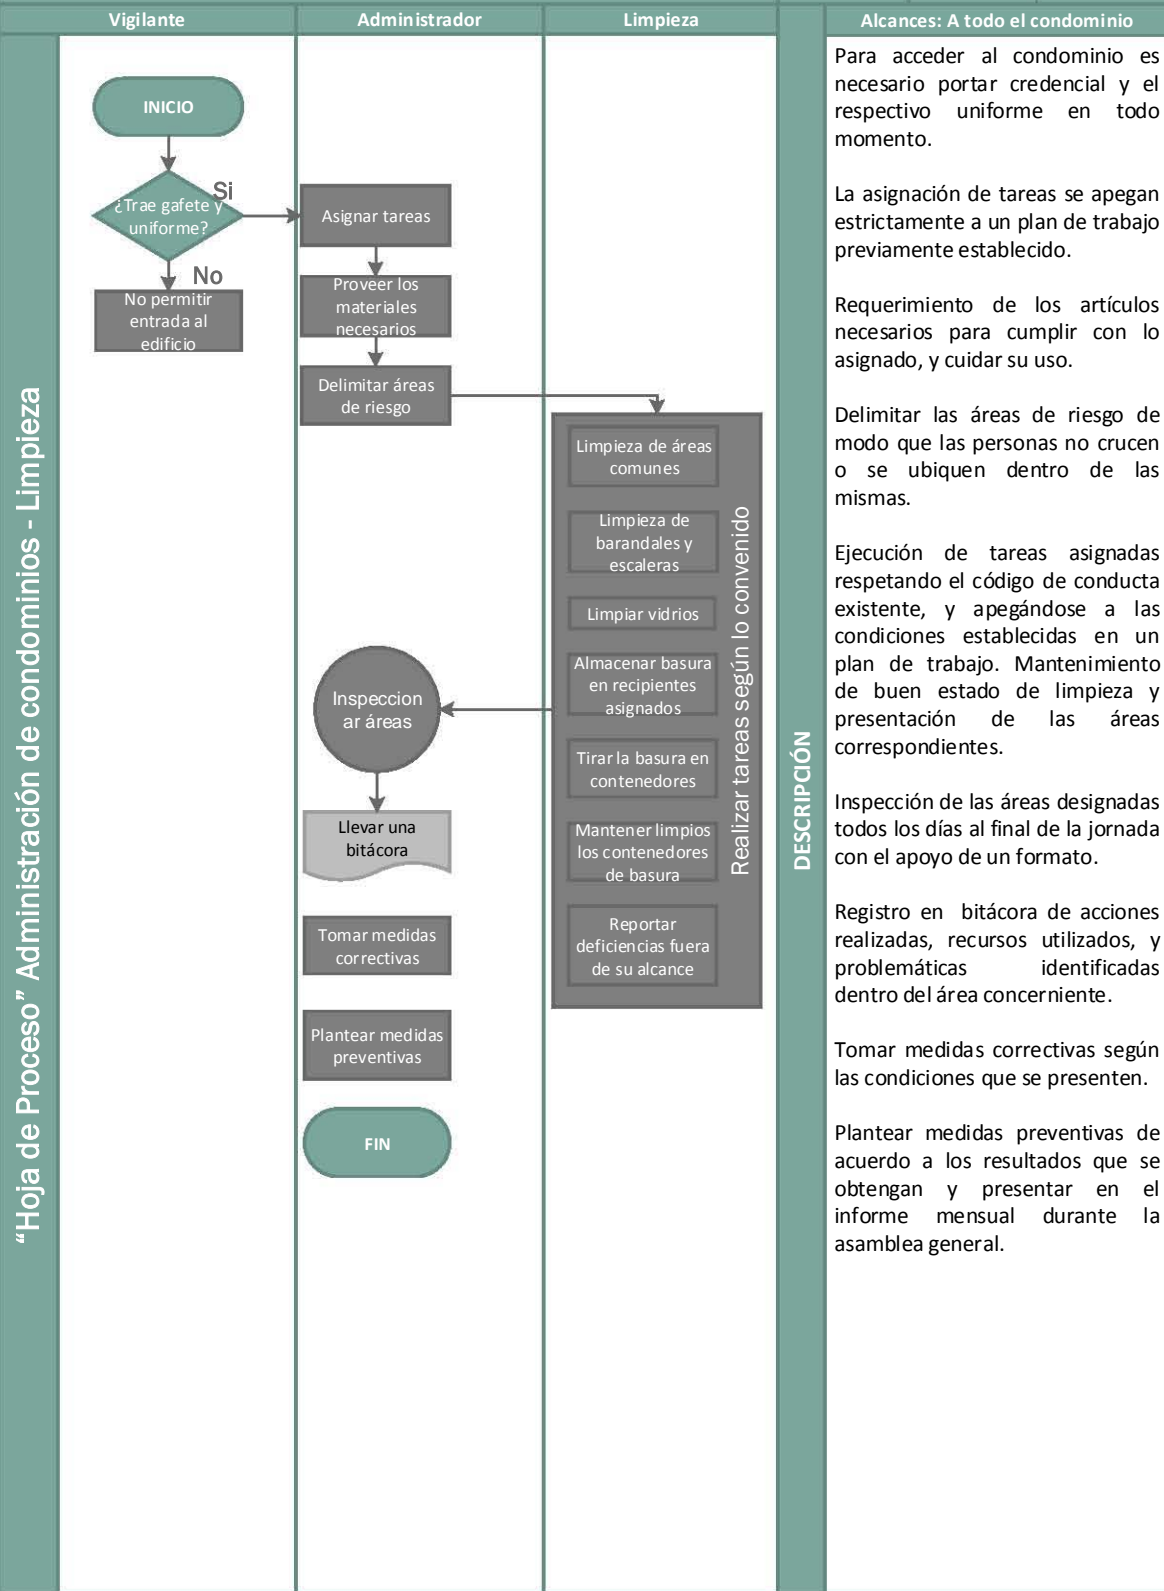 Vigilante
Administrador
Limpieza
Alcances: A todo el condominio
"Hoja de Proceso” Administración de condominios - Limpieza
INICIO
¿Trae gafete y
uniforme?
Si
No
No permitir
entrada al
edificio
Asignar tareas
Proveer los
materiales
necesarios
Delimitar áreas
de riesgo
Limpieza de áreas
comunes
Limpieza de
barandales y
escaleras
Limpiar vidrios
Almacenar basura
en recipientes
asignados
Tirar la basura en
contenedores
Mantener limpios
los contenedores
de basura
Reportar
deficiencias fuera
de su alcance
Realizar tareas según lo convenido
Inspeccion
ar áreas
Llevar una
bitácora
Tomar medidas
correctivas
Plantear medidas
preventivas
FIN
DESCRIPCIÓN
Para acceder al condominio es
necesario portar credencial y el
respectivo uniforme en todo
momento.
La asignación de tareas se apegan
estrictamente a un plan de trabajo
previamente establecido.
Requerimiento de los artículos
necesarios para cumplir con lo
asignado, y cuidar su uso.
Delimitar las áreas de riesgo de
modo que las personas no crucen
o se ubiquen dentro de las
mismas.
Ejecución de tareas asignadas
respetando el código de conducta
existente, y apegándose a las
condiciones establecidas en un
plan de trabajo. Mantenimiento
de buen estado de limpieza y
presentación de las áreas
correspondientes.
Inspección de las áreas designadas
todos los días al final de la jornada
con el apoyo de un formato.
Registro en bitácora de acciones
realizadas, recursos utilizados, y
problemáticas identificadas
dentro del área concerniente.
Tomar medidas correctivas según
las condiciones que se presenten.
Plantear medidas preventivas de
acuerdo a los resultados que se
obtengan y presentar en el
informe mensual durante la
asamblea general.